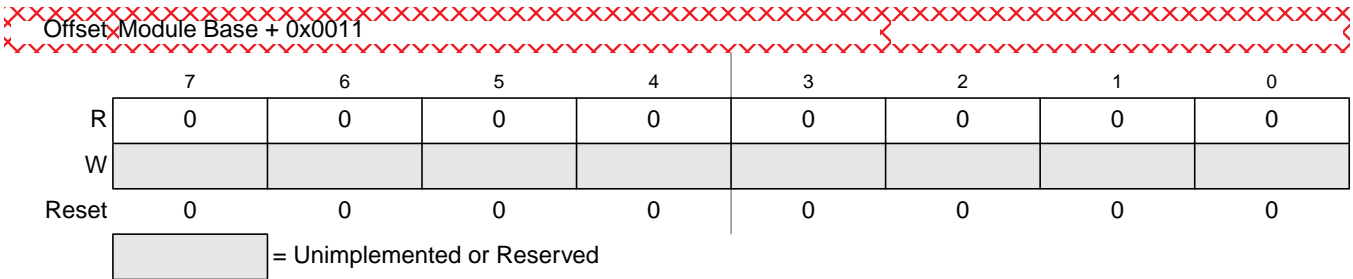 Offset Module Base + 0x0011
7 6 5 4 3 2 1 0
R 0 0 0 0 0 0 0 0
W
Reset 0 0 0 0 0 0 0 0
= Unimplemented or Reserved